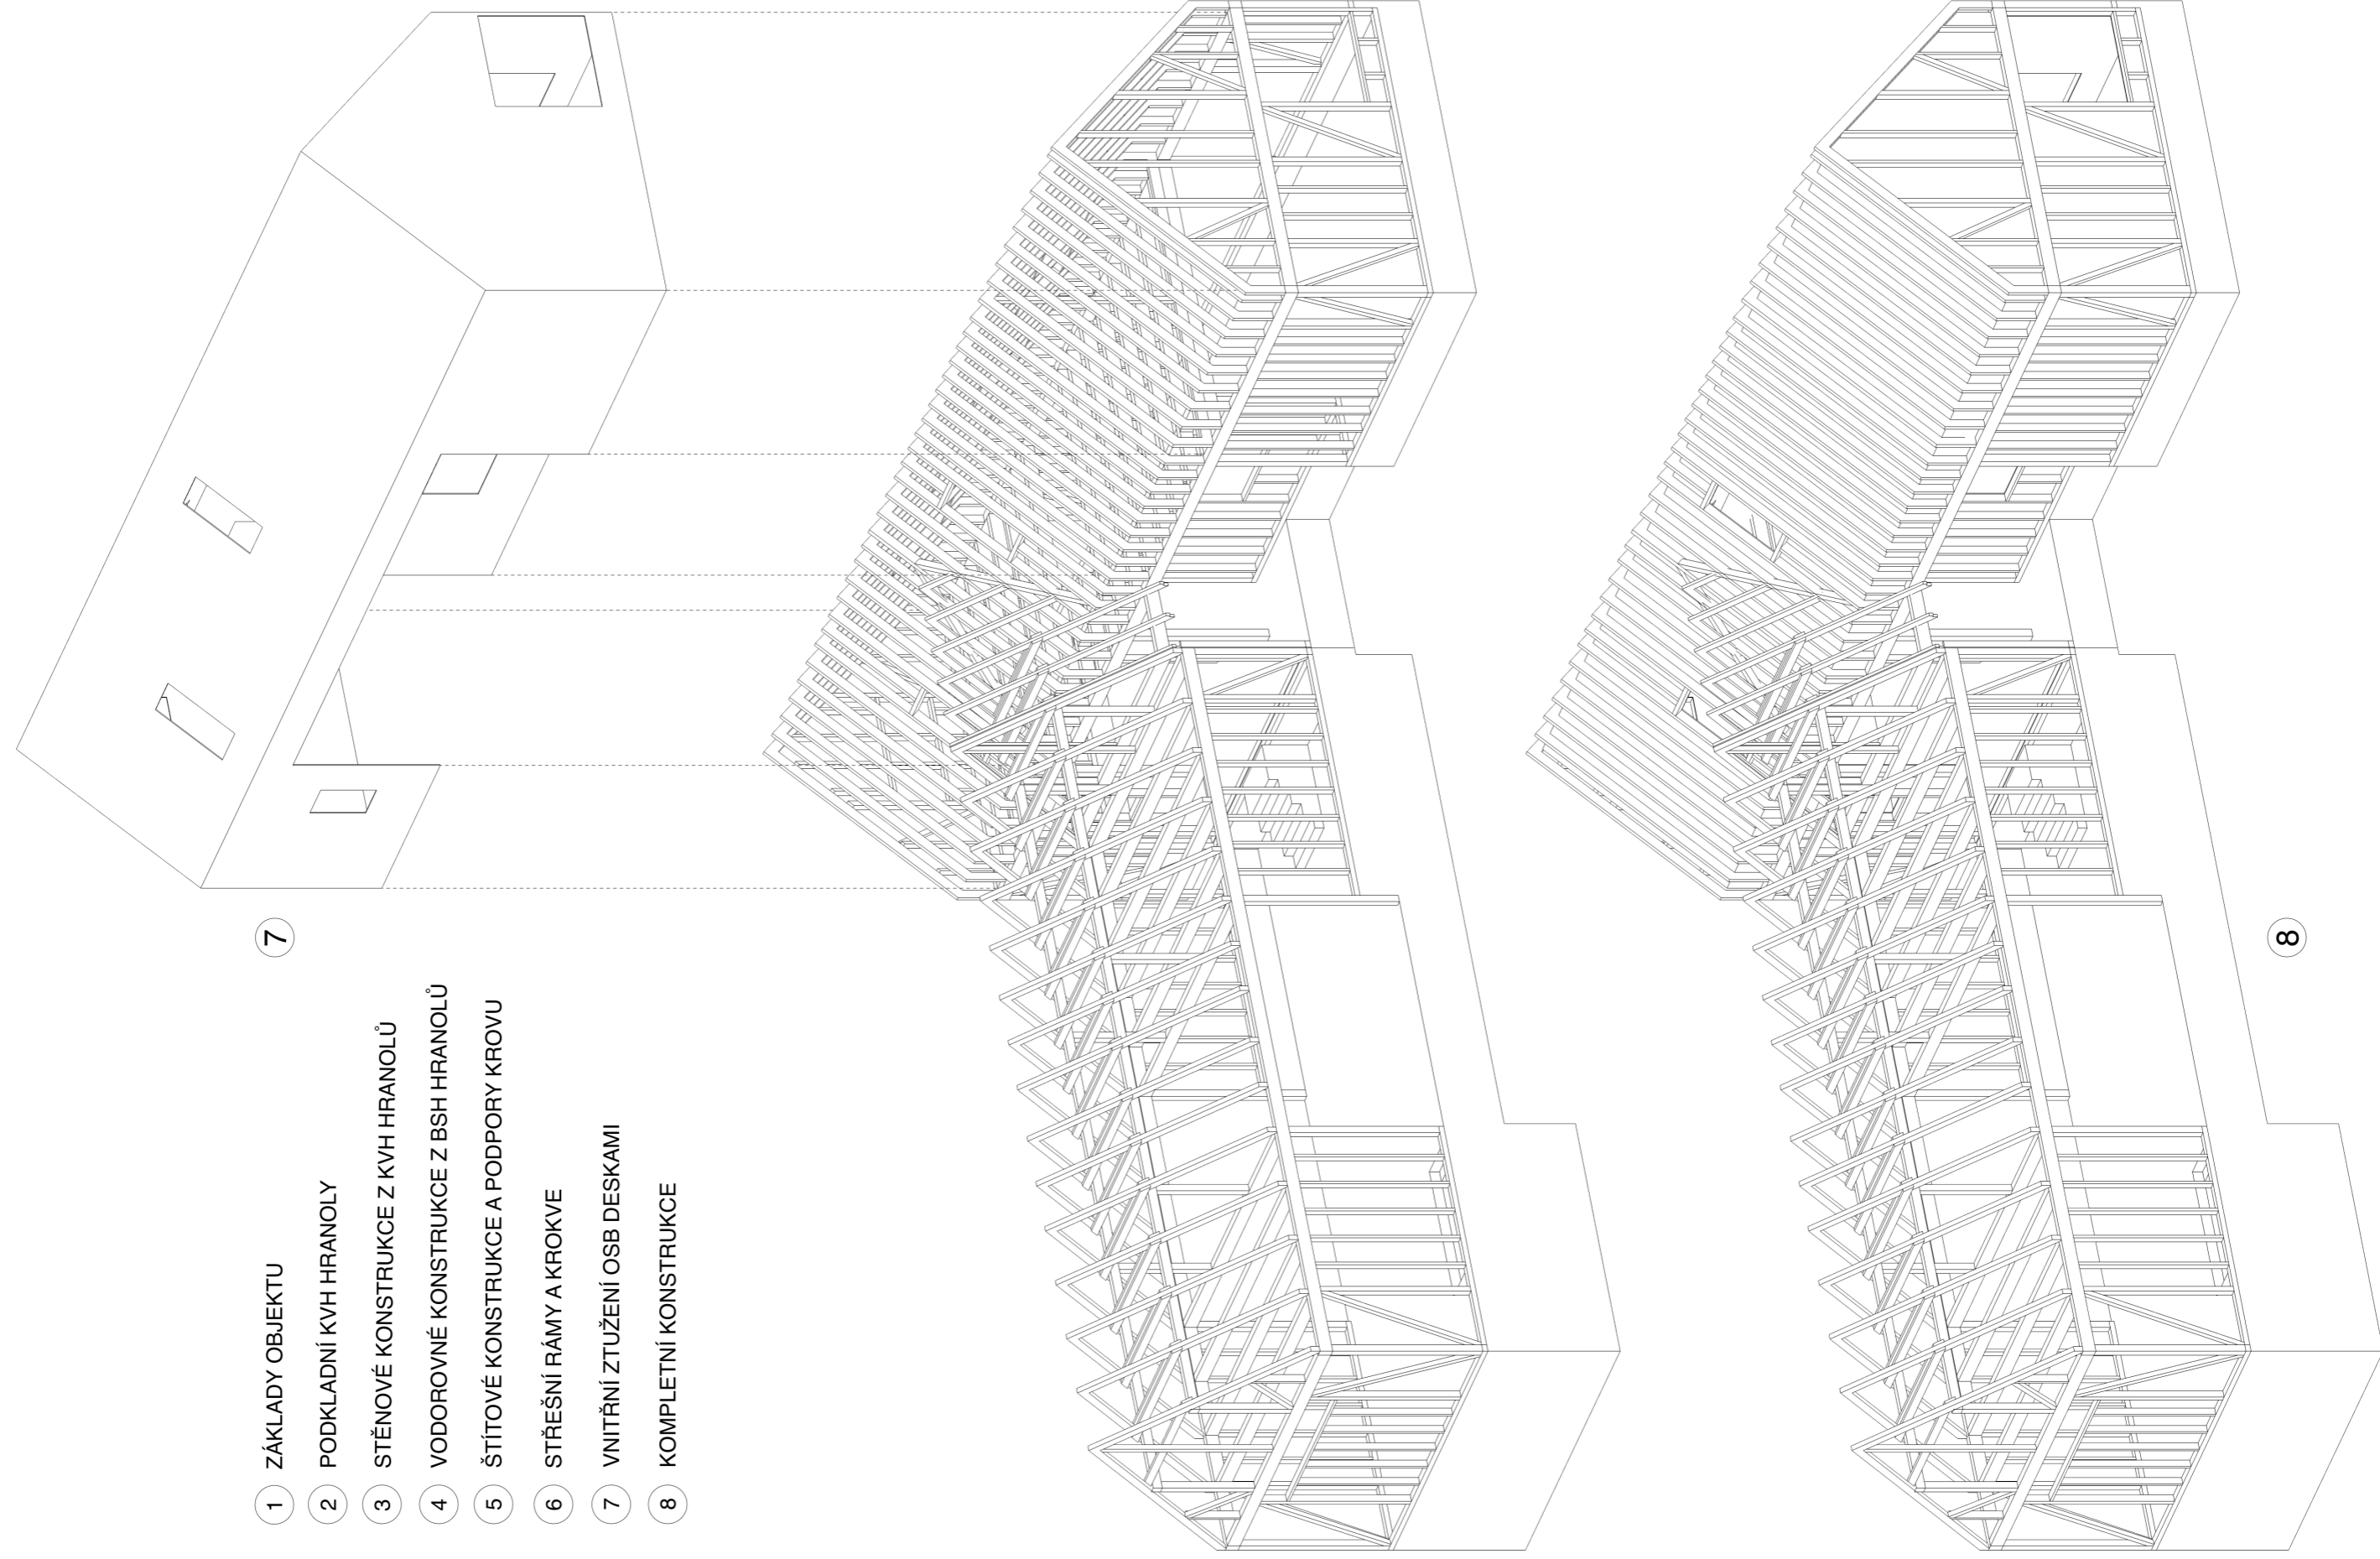 1 ZÁKLADY OBJEKTU
2 PODKLADNÍ KVH HRANOLY
3 STĚNOVÉ KONSTRUKCE Z KVH HRANOLŮ
4 VODOROVNÉ KONSTRUKCE Z BSH HRANOLŮ
5 ŠTÍTOVÉ KONSTRUKCE A PODPORY KROVU
6 STŘEŠNÍ RÁMY A KROKVE
7 VNITŘNÍ ZTUŽENÍ OSB DESKAMI
8 KOMPLETNÍ KONSTRUKCE
7
8